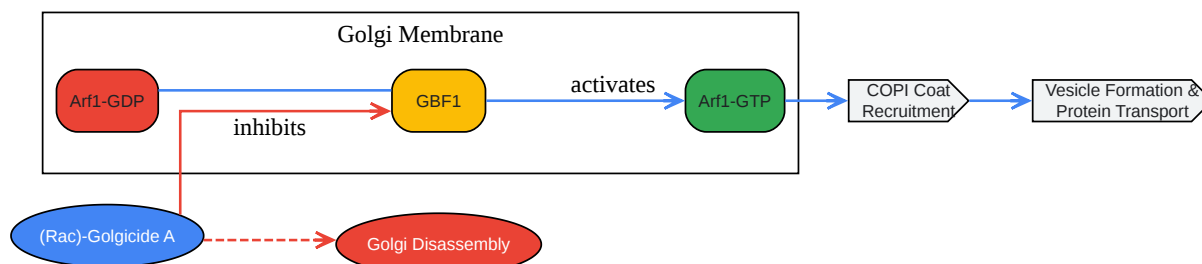 Golgi Membrane
Arf1-GDP
GBF1
activates
Arf1-GTP
COPI Coat
Recruitment
Vesicle Formation &
Protein Transport
inhibits
(Rac)-Golgicide A
Golgi Disassembly